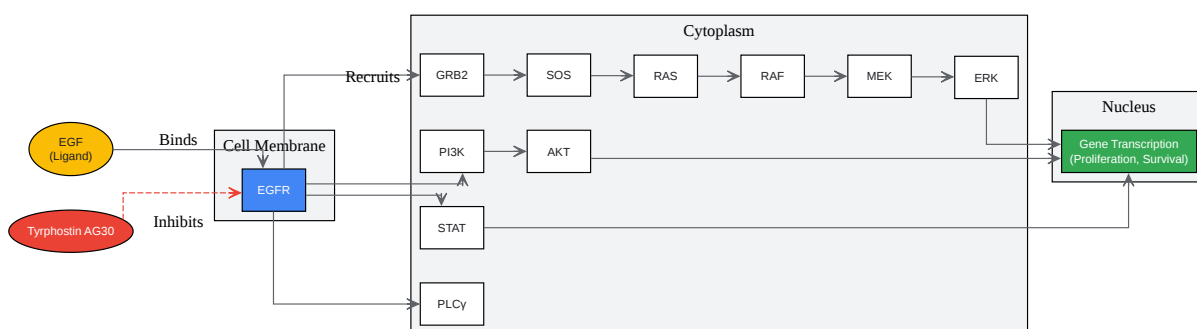 Cytoplasm
Recruits
GRB2
SOS
RAS
RAF
MEK
ERK
Nucleus
EGF
(Ligand)
Binds
Cell Membrane
PI3K
AKT
Gene Transcription
(Proliferation, Survival)
EGFR
Tyrphostin AG30
Inhibits
STAT
PLCγ